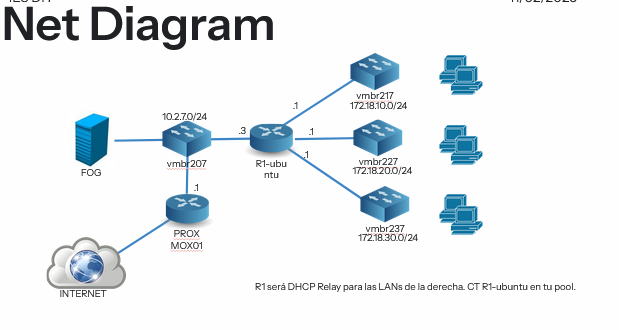 Net Diagram
10.2.7.0/24
vmbr207
FOG
.3
R1-ubu
ntu
.1
vmbr217
172.18.10.0/24
.1
vmbr227
172.18.20.0/24
.1
vmbr237
172.18.30.0/24
.1
PROX
MOX01
INTERNET
R1 será DHCP Relay para las LANs de la derecha. CT R1-ubuntu en tu pool.